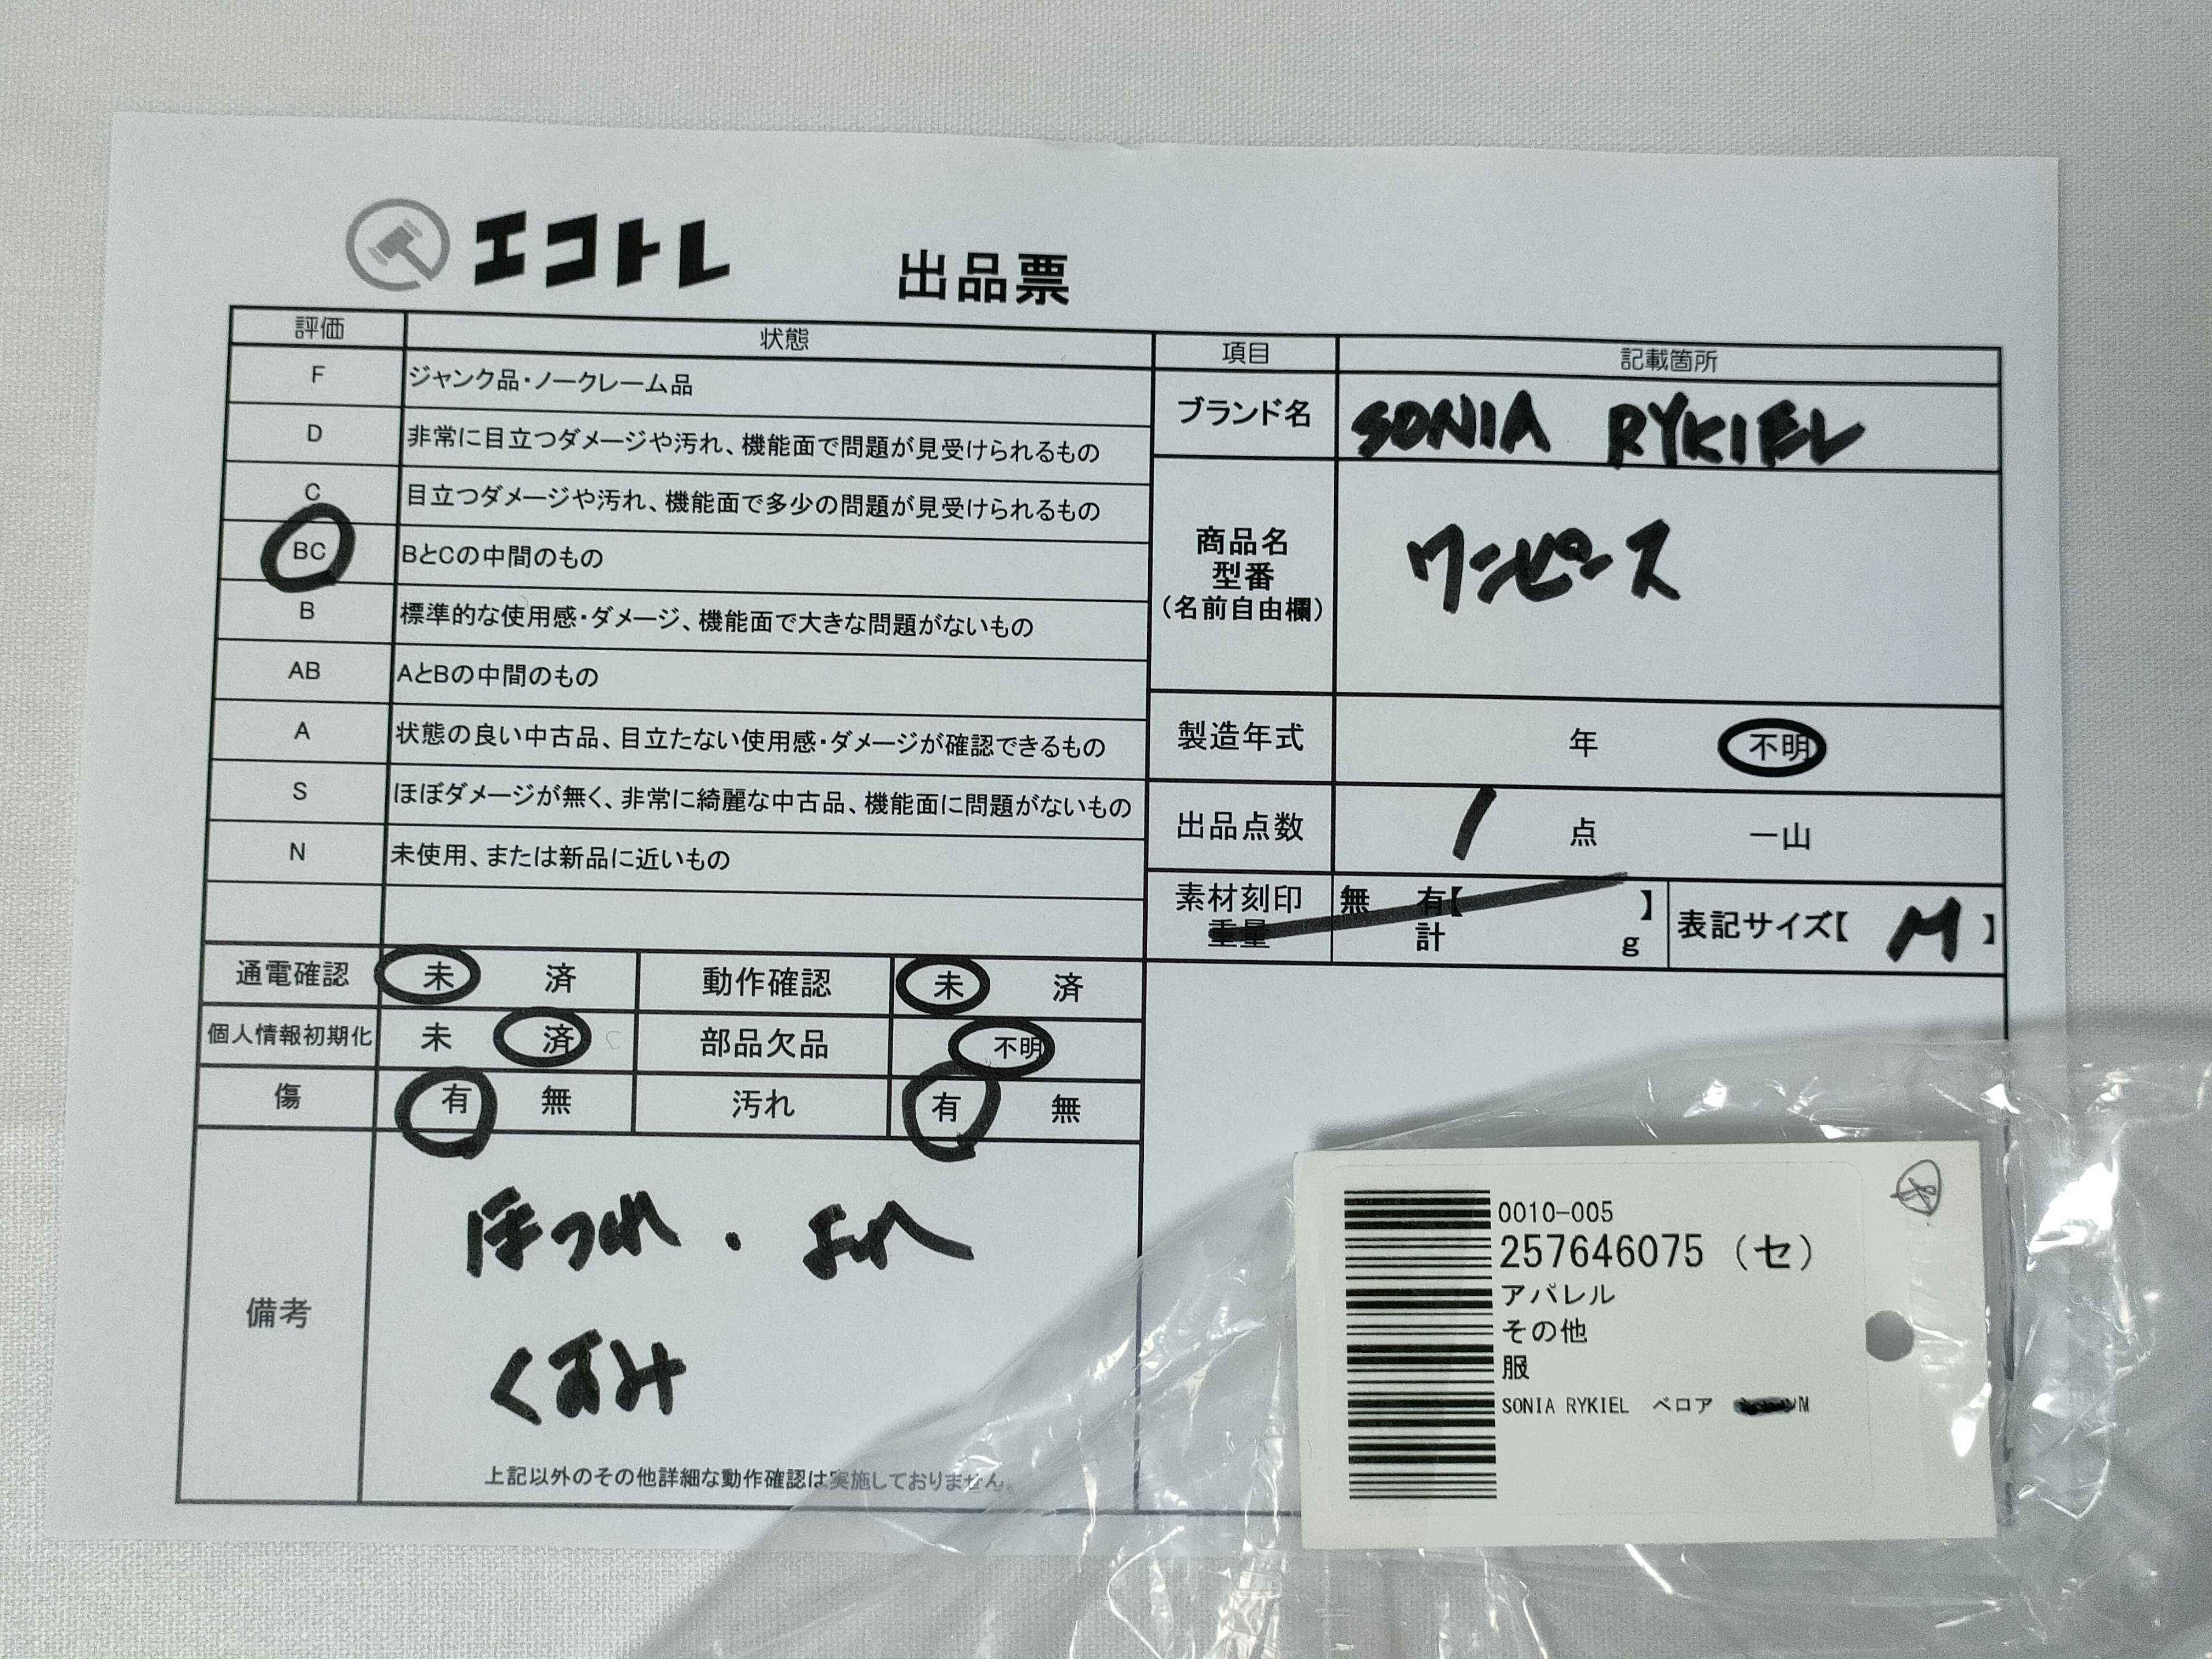 エコトレ 出品票
評価 状態
F ジャンク品・ノークレーム品
D 非常に目立つダメージや汚れ、機能面で問題が見受けられるもの
C 目立つダメージや汚れ、機能面で多少の問題が見受けられるもの
BC BとCの中間のもの
B 標準的な使用感・ダメージ、機能面で大きな問題がないもの
AB AとBの中間のもの
A 状態の良い中古品、目立たない使用感・ダメージが確認できるもの
S ほぼダメージが無く、非常に綺麗な中古品、機能面に問題がないもの
N 未使用、または新品に近いもの
項目 記載箇所
ブランド名 SONIA RYKIEL
商品名
型番
(名前自由欄)
ワンピース
製造年式 年 不明
出品点数 1 点 一山
素材刻印 無 有【 】
重量 計 g
表記サイズ【 M 】
通電確認 未 済 動作確認 未 済
個人情報初期化 未 済 部品欠品 不明
傷 有 無 汚れ 有 無
備考
ほつれ・よれ
くすみ
上記以外のその他詳細な動作確認は実施しておりません。
0010-005
257646075 (セ)
アパレル
その他
服
SONIA RYKIEL ベロア M